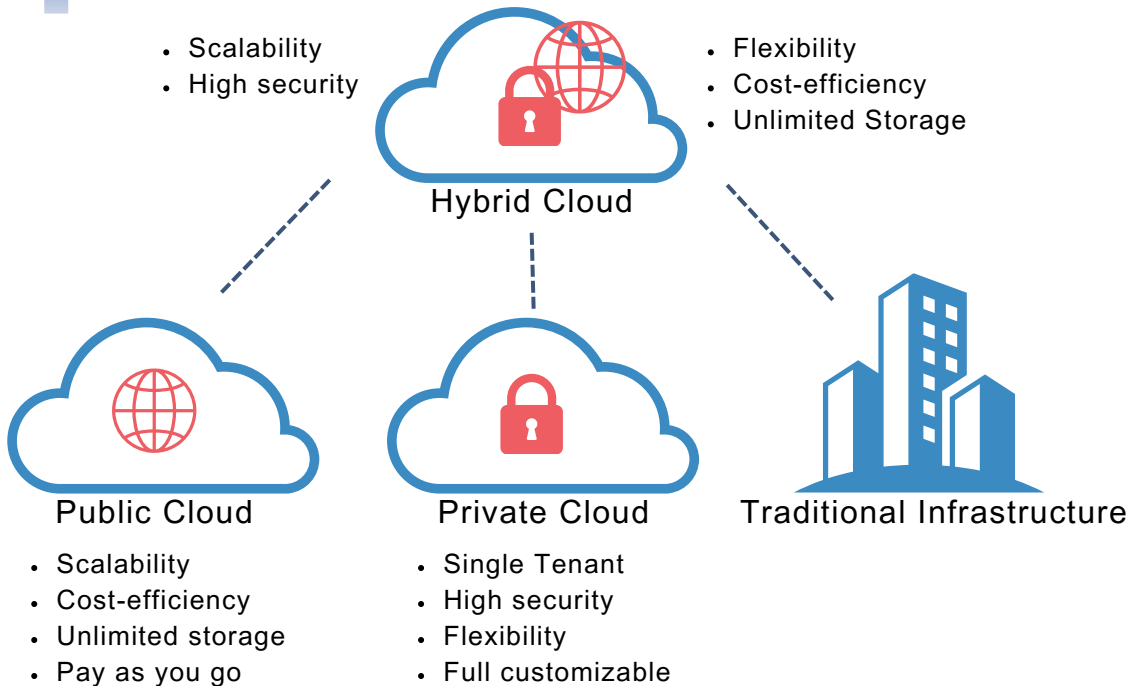 • Scalability
• High security
• Flexibility
• Cost-efficiency
• Unlimited Storage
Hybrid Cloud
Public Cloud
• Scalability
• Cost-efficiency
• Unlimited storage
• Pay as you go
Private Cloud
• Single Tenant
• High security
• Flexibility
• Full customizable
Traditional Infrastructure